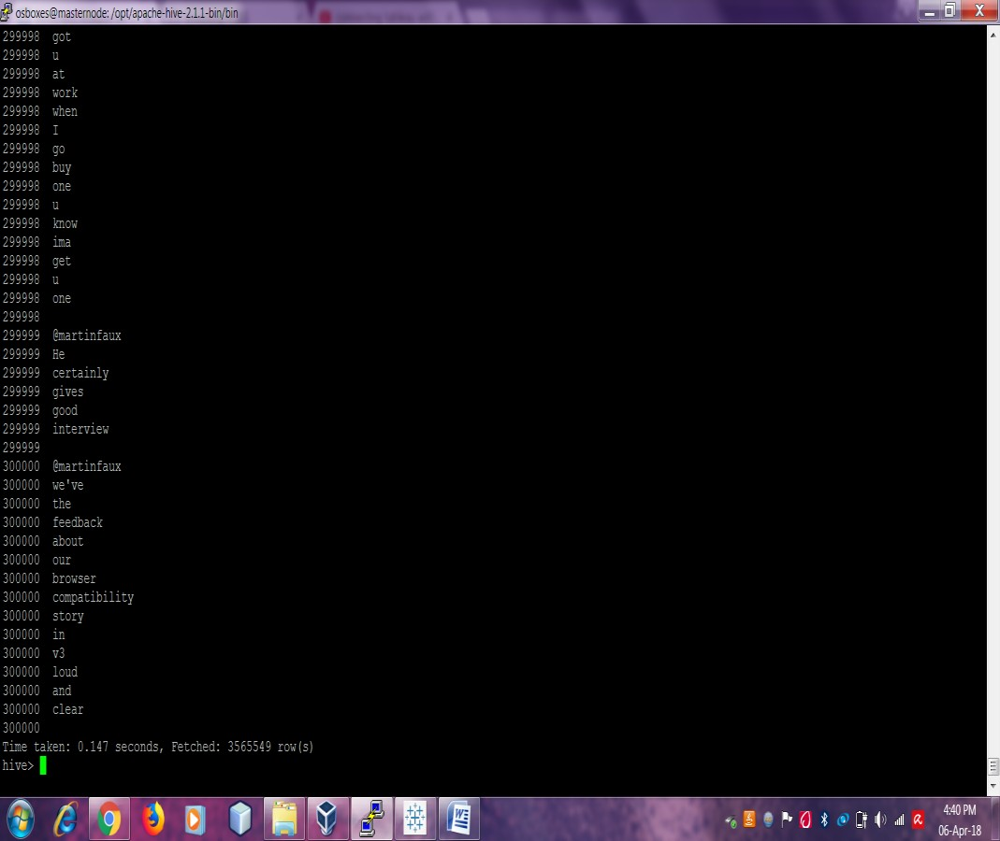 osboxes@masternode: /opt/apache-hive-2.1.1-bin/bin
299998 got
299998 u
299998 at
299998 work
299998 when
299998 I
299998 go
299998 buy
299998 one
299998 u
299998 know
299998 ima
299998 get
299998 u
299998 one
299998
299999 @martinfaux
299999 He
299999 certainly
299999 gives
299999 good
299999 interview
299999
300000 @martinfaux
300000 we've
300000 the
300000 feedback
300000 about
300000 our
300000 browser
300000 compatibility
300000 story
300000 in
300000 v3
300000 loud
300000 and
300000 clear
300000
Time taken: 0.147 seconds, Fetched: 3565549 row(s)
hive>
4:40 PM
06-Apr-18